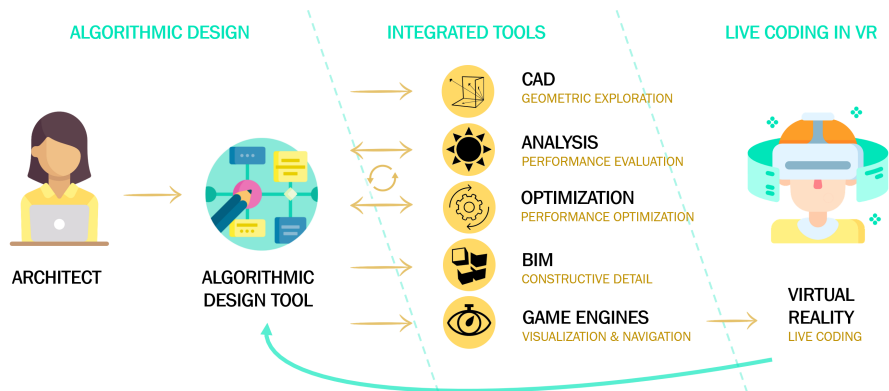 ALGORITHMIC DESIGN
INTEGRATED TOOLS
LIVE CODING IN VR
ARCHITECT
ALGORITHMIC
DESIGN TOOL
CAD
GEOMETRIC EXPLORATION
ANALYSIS
PERFORMANCE EVALUATION
OPTIMIZATION
PERFORMANCE OPTIMIZATION
BIM
CONSTRUCTIVE DETAIL
GAME ENGINES
VISUALIZATION & NAVIGATION
VIRTUAL
REALITY
LIVE CODING